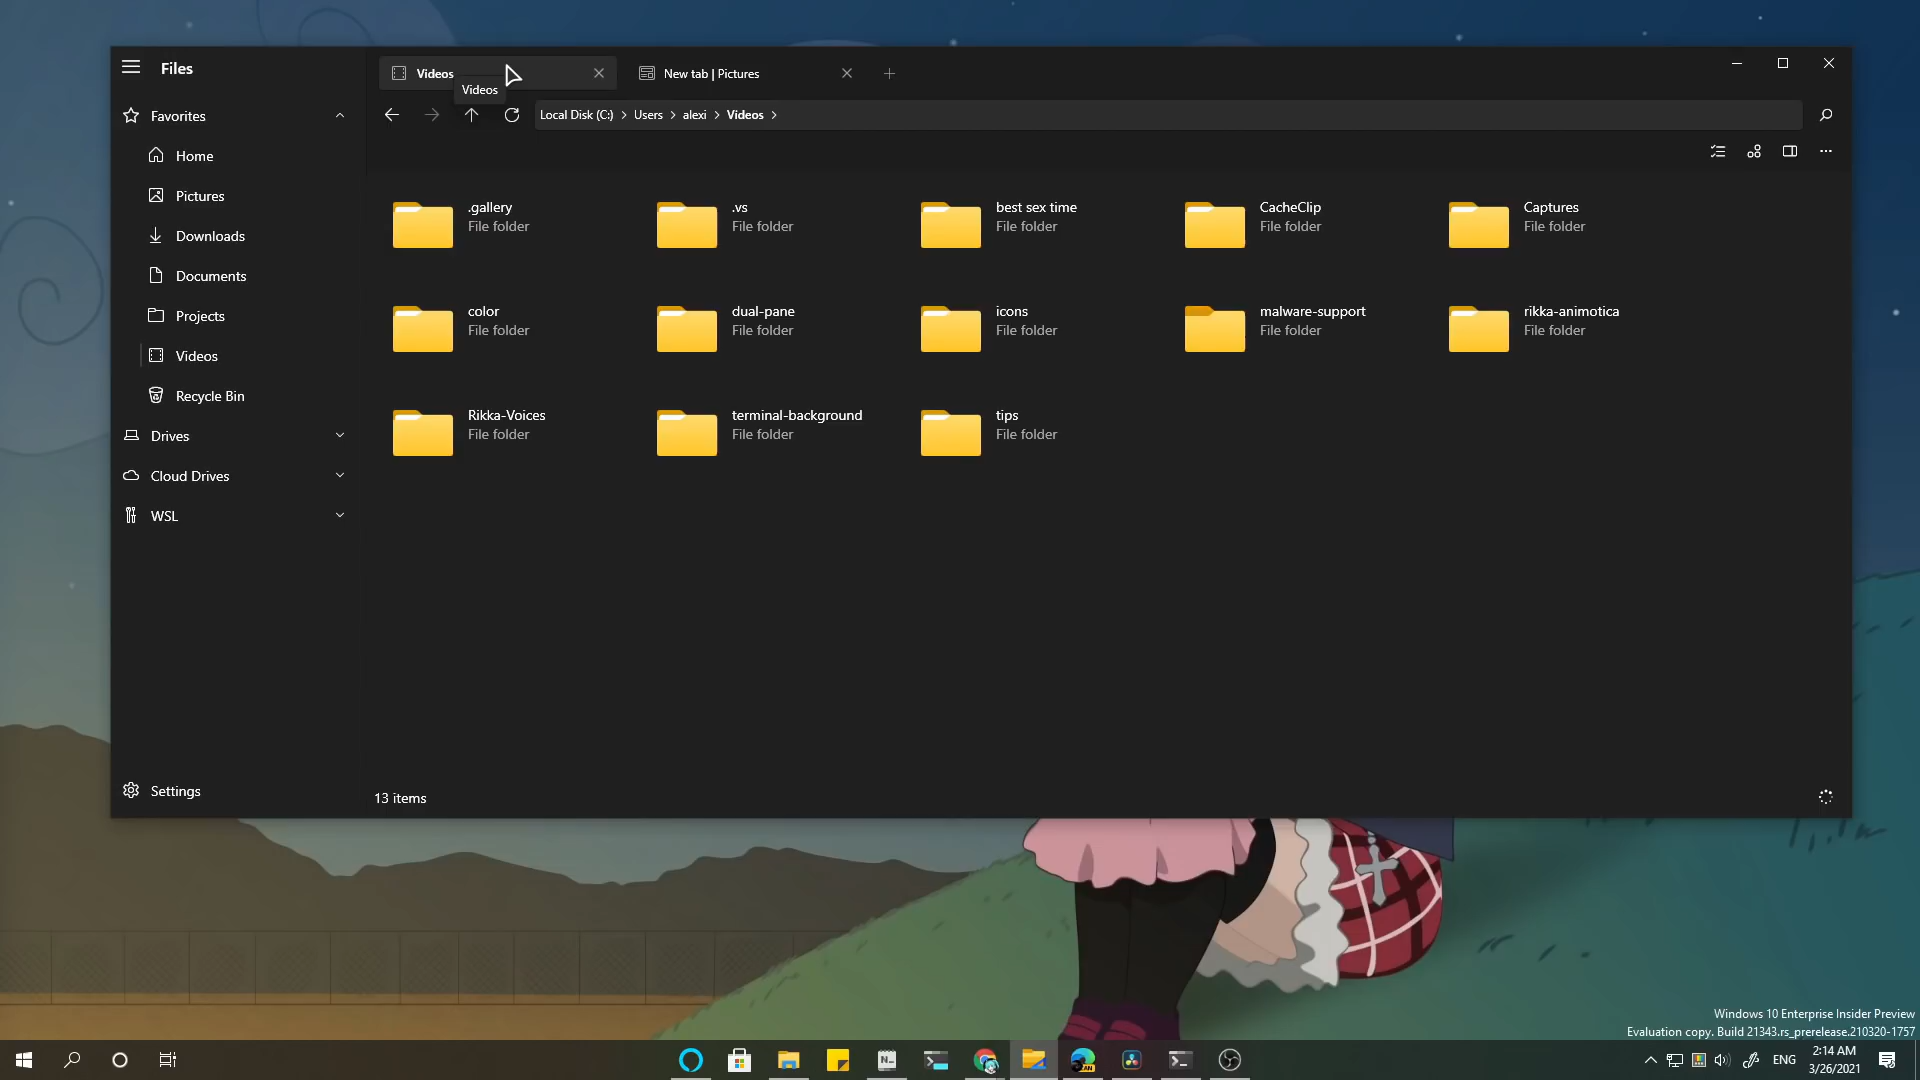 Files
Videos
New tab | Pictures
Videos
Local Disk (C:) > Users > alexi > Videos >
Favorites
Home
Pictures
Downloads
Documents
Projects
Videos
Recycle Bin
Drives
Cloud Drives
WSL
Settings
.gallery
File folder
.vs
File folder
best sex time
File folder
CacheClip
File folder
Captures
File folder
color
File folder
dual-pane
File folder
icons
File folder
malware-support
File folder
rikka-animotica
File folder
Rikka-Voices
File folder
terminal-background
File folder
tips
File folder
13 items
Windows 10 Enterprise Insider Preview
Evaluation copy. Build 21343.rs_prerelease.210320-1757
ENG
2:14 AM
3/26/2021